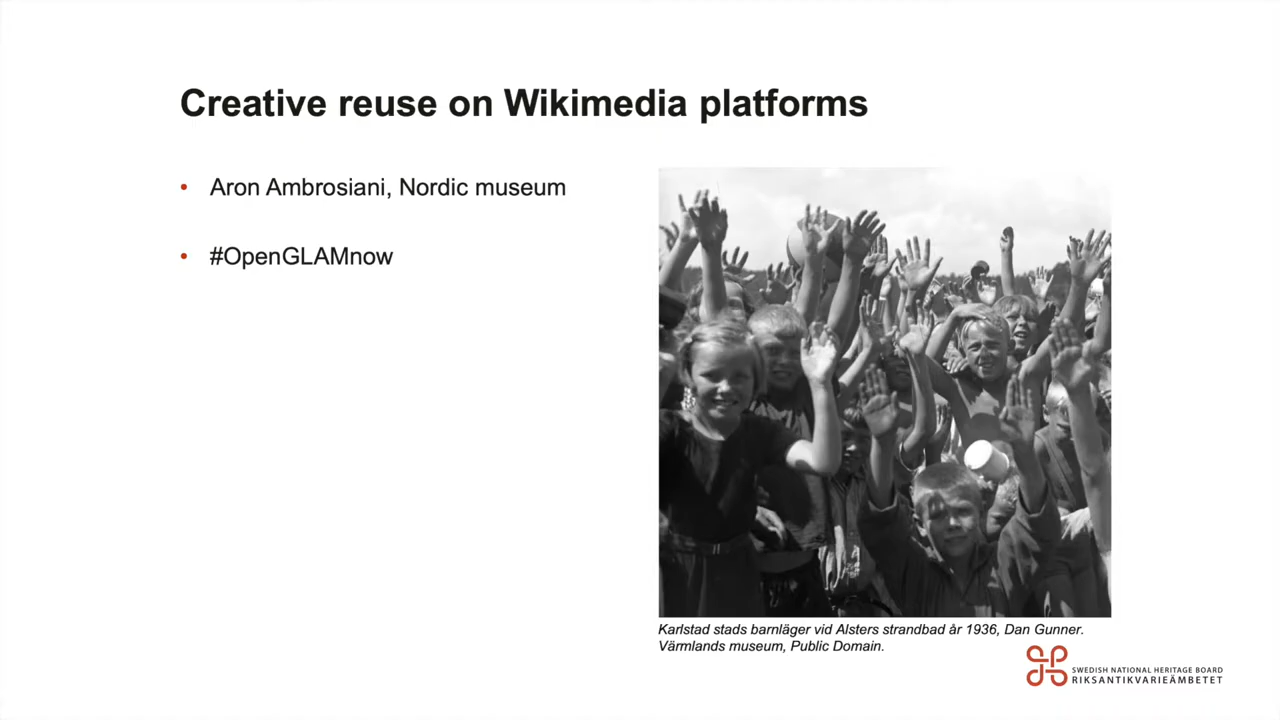 Creative reuse on Wikimedia platforms
• Aron Ambrosiani, Nordic museum
• #OpenGLAMnow
Karlstad stads barnläger vid Alsters strandbad år 1936, Dan Gunner.
Värmlands museum, Public Domain.
SWEDISH NATIONAL HERITAGE BOARD
RIKSANTIKVARIEÄMBETET